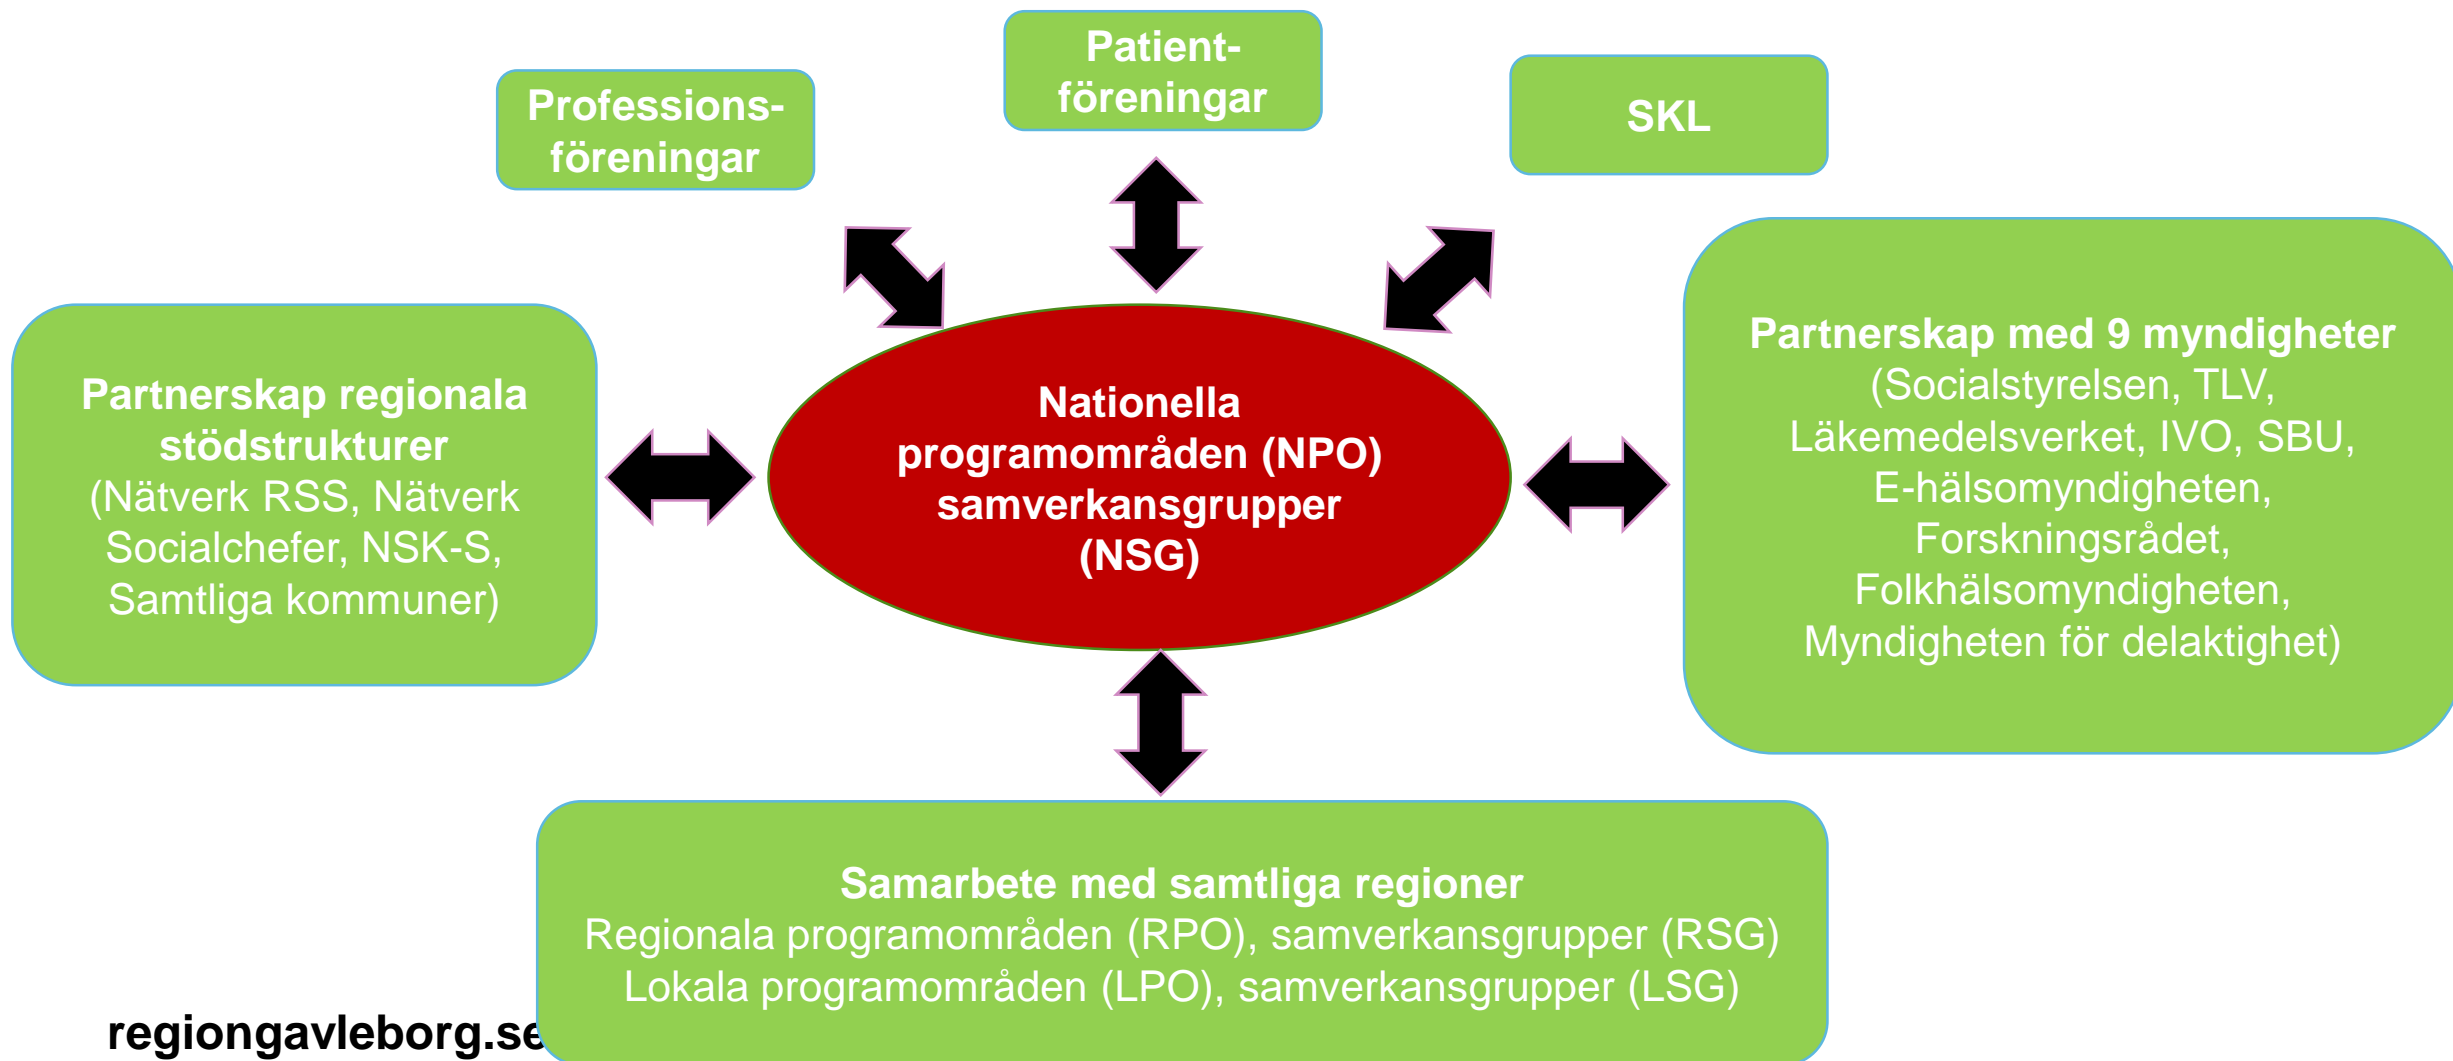 Patient-
föreningar
Professions-
föreningar
SKL
Partnerskap regionala
stödstrukturer
(Nätverk RSS, Nätverk
Socialchefer, NSK-S,
Samtliga kommuner)
Nationella
programområden (NPO)
samverkansgrupper
(NSG)
Partnerskap med 9 myndigheter
(Socialstyrelsen, TLV,
Läkemedelsverket, IVO, SBU,
E-hälsomyndigheten,
Forskningsrådet,
Folkhälsomyndigheten,
Myndigheten för delaktighet)
Samarbete med samtliga regioner
Regionala programområden (RPO), samverkansgrupper (RSG)
Lokala programområden (LPO), samverkansgrupper (LSG)
regiongavleborg.se